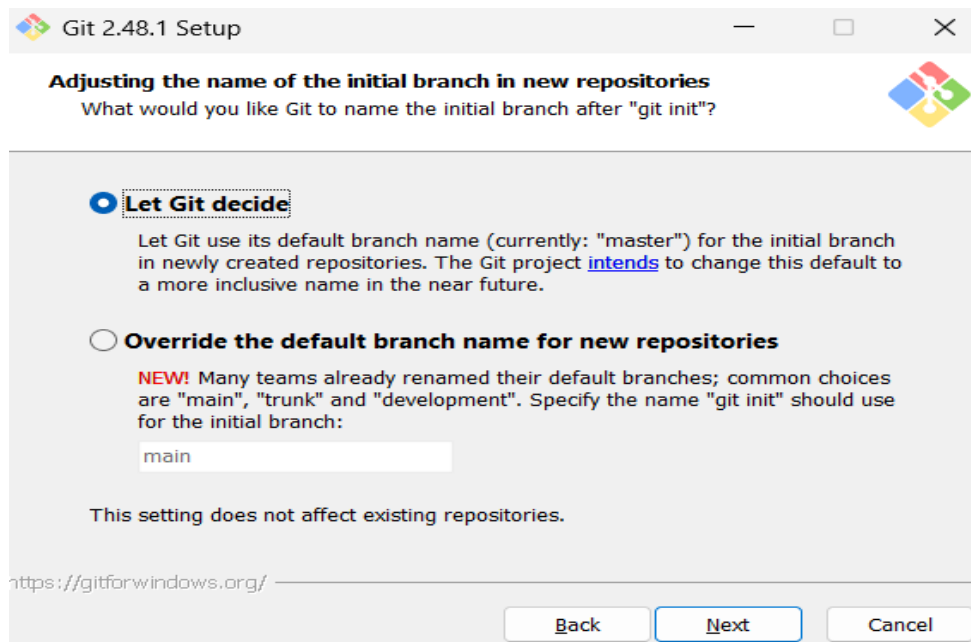 Git 2.48.1 Setup
Adjusting the name of the initial branch in new repositories
What would you like Git to name the initial branch after "git init"?
Let Git decide
Let Git use its default branch name (currently: "master") for the initial branch
in newly created repositories. The Git project intends to change this default to
a more inclusive name in the near future.
Override the default branch name for new repositories
NEW! Many teams already renamed their default branches; common choices
are "main", "trunk" and "development". Specify the name "git init" should use
for the initial branch:
main
This setting does not affect existing repositories.
https://gitforwindows.org/
Back Next Cancel